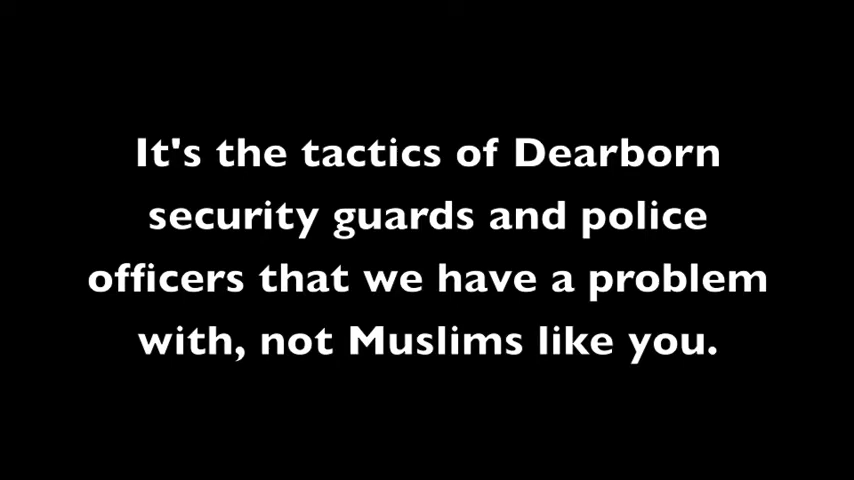 It's the tactics of Dearborn
security guards and police
officers that we have a problem
with, not Muslims like you.